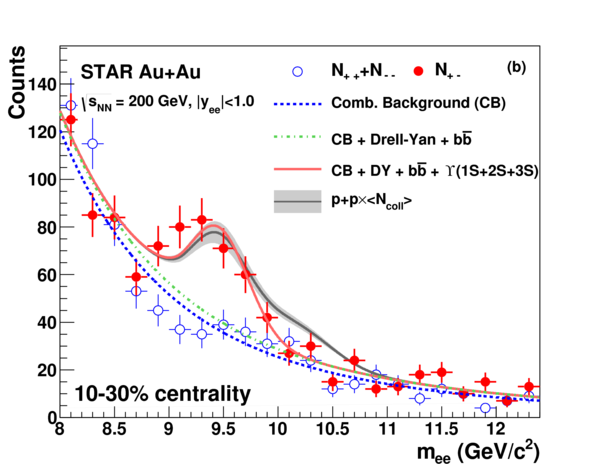 STAR Au+Au
√s_NN = 200 GeV, |y_ee|<1.0
(b)
N_+ + + N_- -
N_+ -
Comb. Background (CB)
CB + Drell-Yan + bb̅
CB + DY + bb̅ + ϒ(1S+2S+3S)
p+p×<N_coll>
10-30% centrality
Counts
0
20
40
60
80
100
120
140
8
8.5
9
9.5
10
10.5
11
11.5
12
m_ee (GeV/c²)